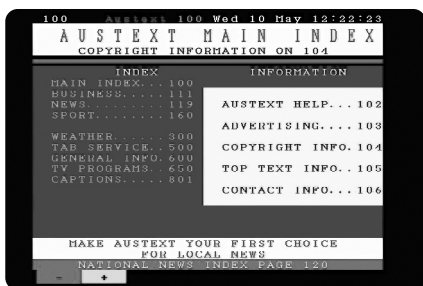 100 Austext 100 Wed 10 May 12:22:23
AUSTEXT MAIN INDEX
COPYRIGHT INFORMATION ON 104
INDEX
MAIN INDEX...100
BUSINESS.....111
NEWS.........119
SPORT........160
WEATHER......300
TAB SERVICE..500
GENERAL INFO.600
TV PROGRAMS..650
CAPTIONS.....801
INFORMATION
AUSTEXT HELP...102
ADVERTISING....103
COPYRIGHT INFO.104
TOP TEXT INFO..105
CONTACT INFO...106
MAKE AUSTEXT YOUR FIRST CHOICE
FOR LOCAL NEWS
NATIONAL NEWS INDEX PAGE 120
- +